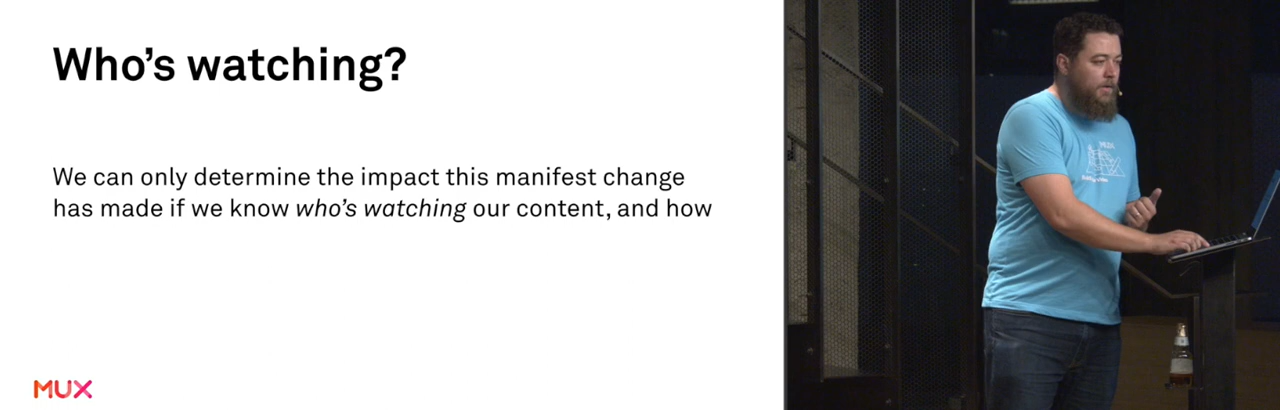 Who's watching?
We can only determine the impact this manifest change
has made if we know who's watching our content, and how
MUX
MUX